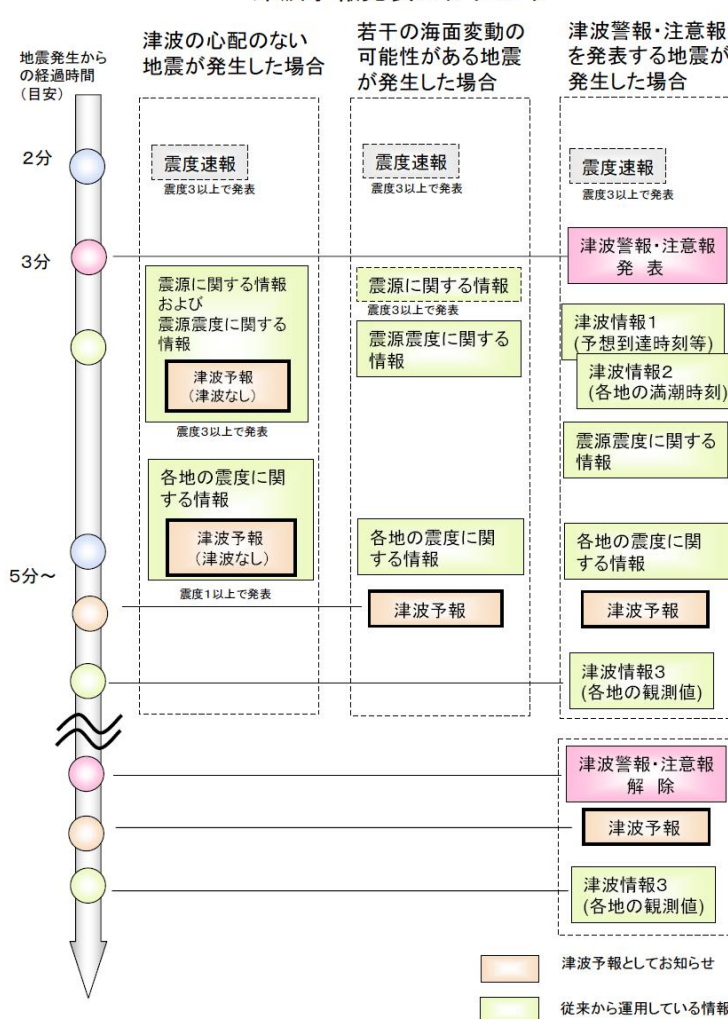 地震発生から
の経過時間
（目安）
津波の心配のない
地震が発生した場合
若干の海面変動の
可能性がある地震
が発生した場合
津波警報・注意報
を発表する地震が
発生した場合
2分
3分
5分～
震度速報
震度3以上で発表
震源に関する情報
および
震源震度に関する
情報
津波予報
（津波なし）
震度3以上で発表
各地の震度に関
する情報
津波予報
（津波なし）
震度1以上で発表
震度速報
震度3以上で発表
震源に関する情報
震度3以上で発表
震源震度に関する
情報
各地の震度に関
する情報
津波予報
震度速報
震度3以上で発表
津波警報・注意報
発 表
津波情報1
(予想到達時刻等)
津波情報2
(各地の満潮時刻)
震源震度に関する
情報
各地の震度に関
する情報
津波予報
津波情報3
(各地の観測値)
津波警報・注意報
解 除
津波予報
津波情報3
(各地の観測値)
津波予報としてお知らせ
従来から運用している情報